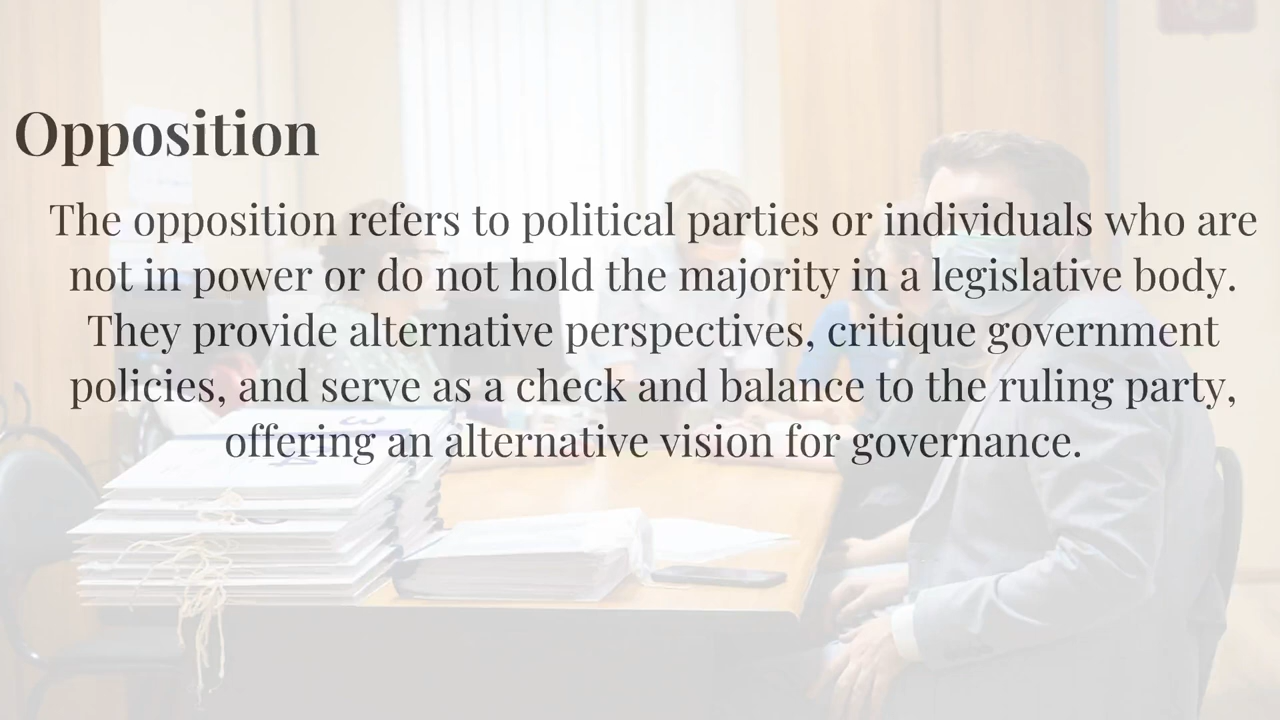 Opposition
The opposition refers to political parties or individuals who are
not in power or do not hold the majority in a legislative body.
They provide alternative perspectives, critique government
policies, and serve as a check and balance to the ruling party,
offering an alternative vision for governance.